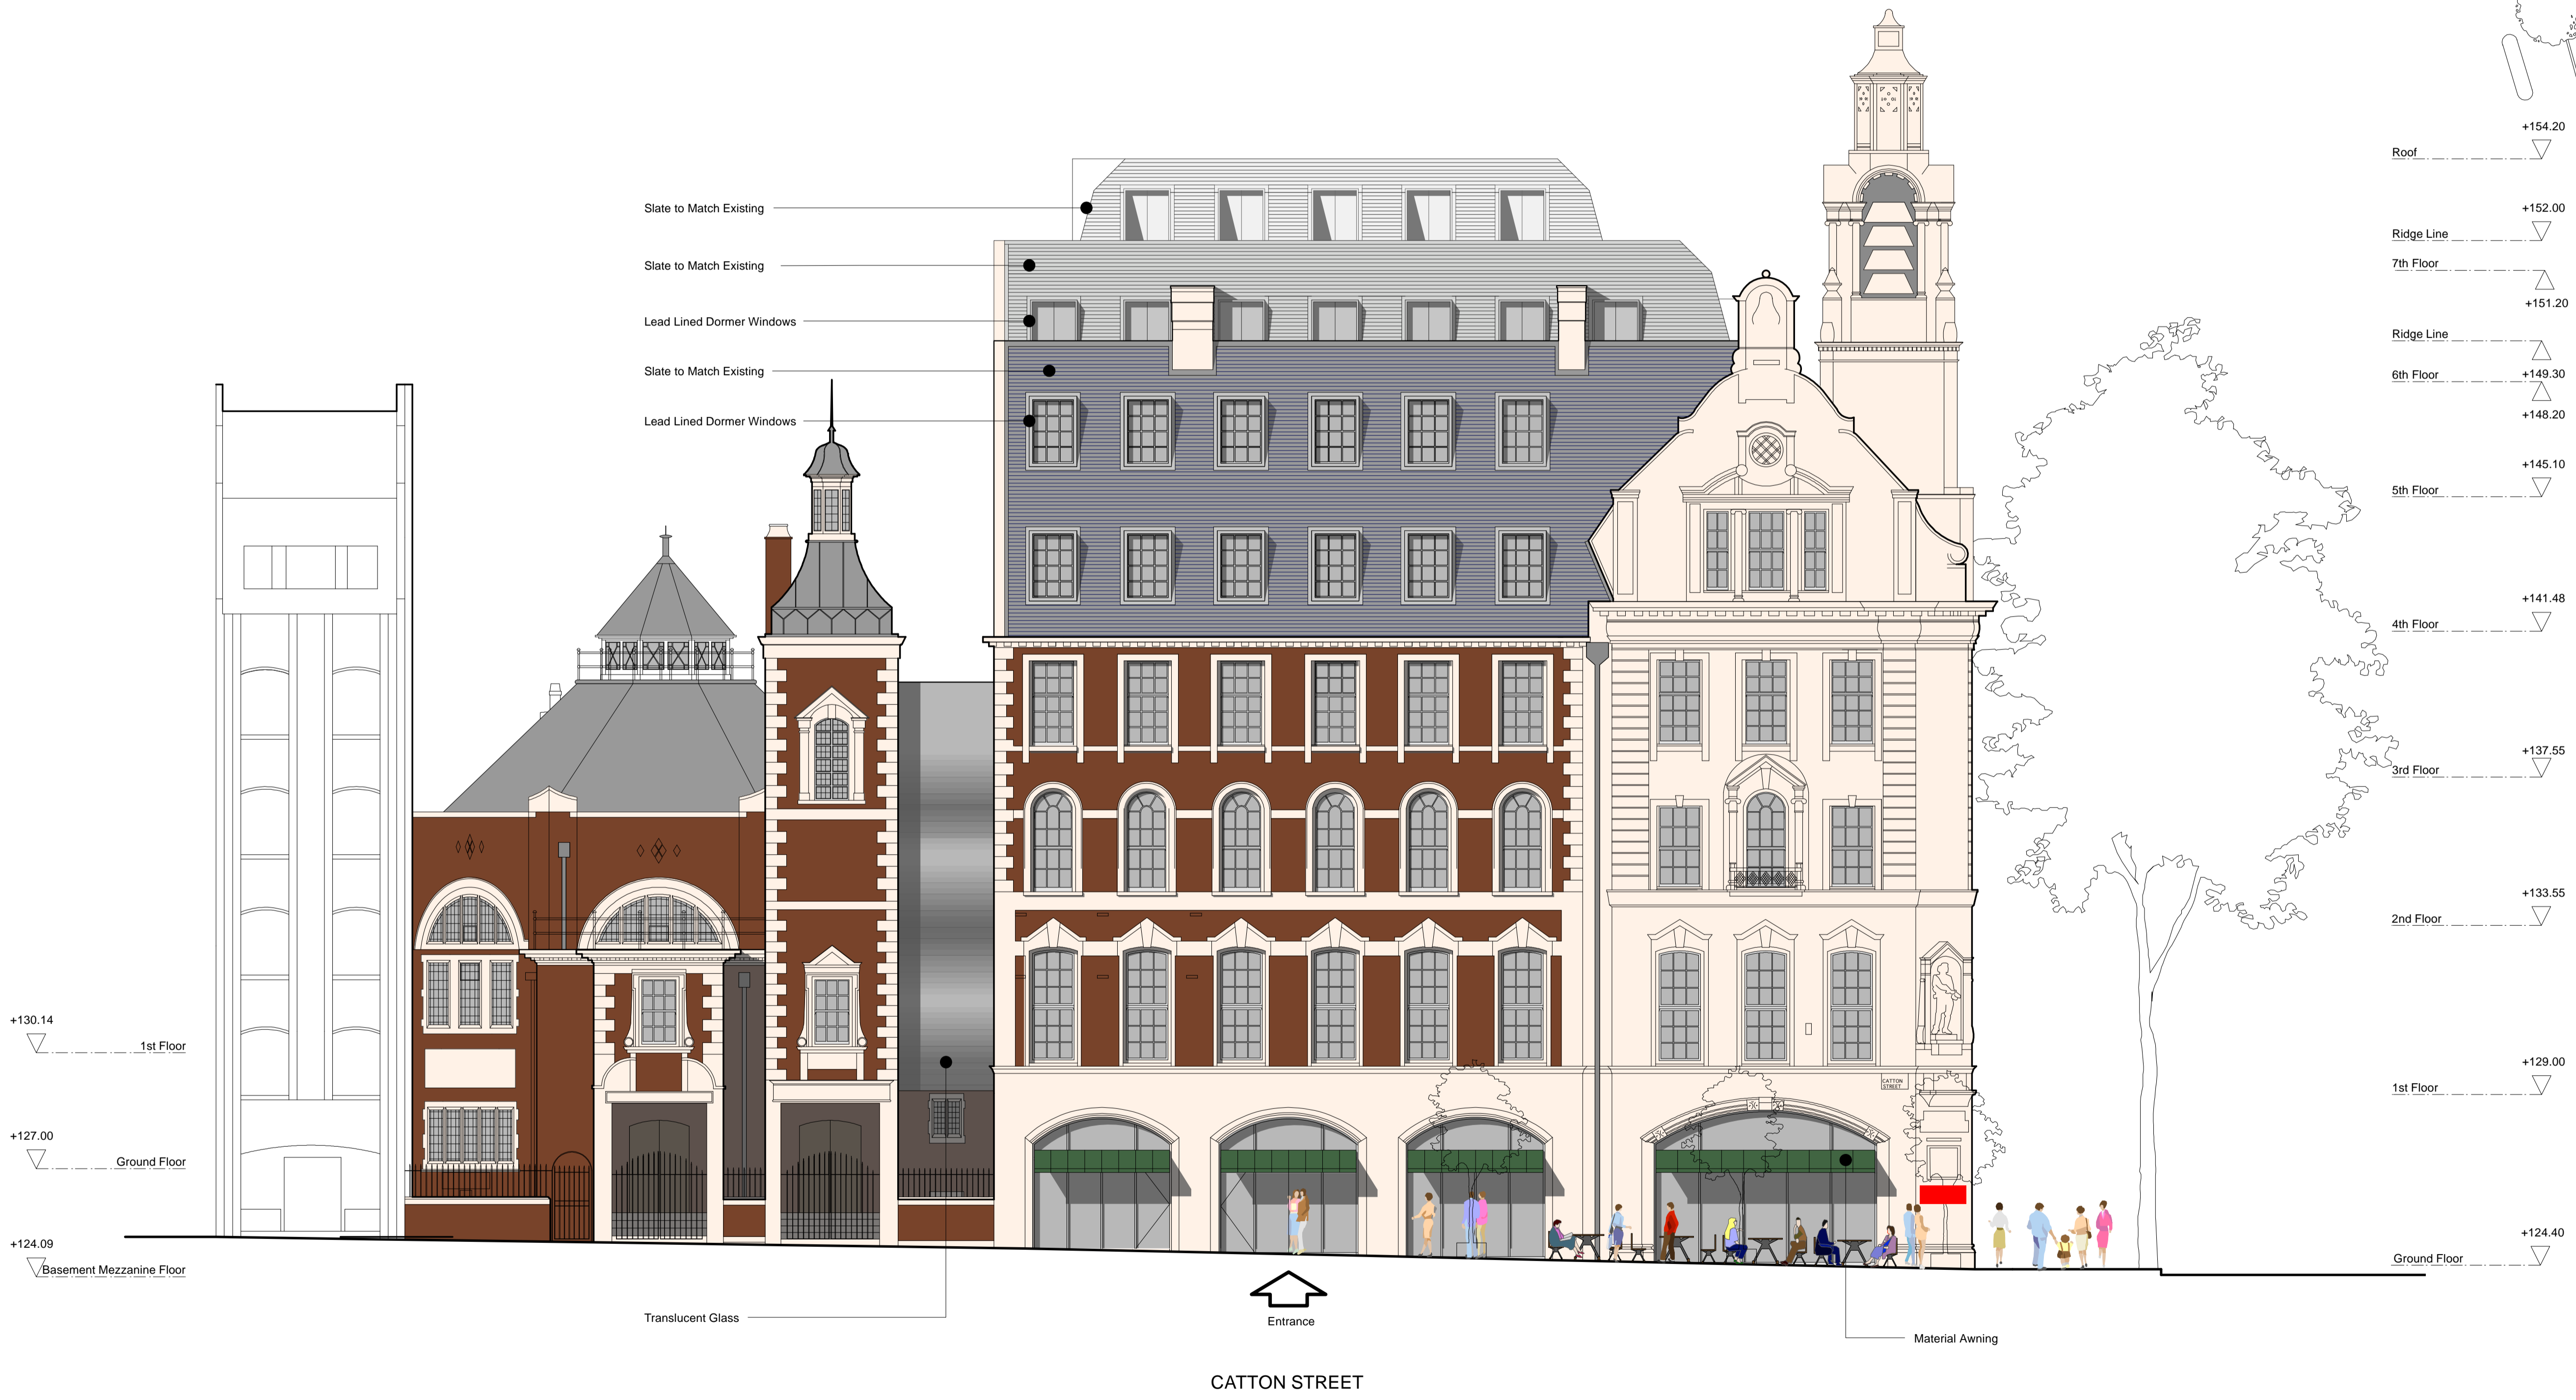 Slate to Match Existing
Slate to Match Existing
Lead Lined Dormer Windows
Slate to Match Existing
Lead Lined Dormer Windows
+130.14
1st Floor
+127.00
Ground Floor
+124.09
Basement Mezzanine Floor
CATTON
STREET
+154.20
Roof
+152.00
Ridge Line
7th Floor
+151.20
Ridge Line
+149.30
6th Floor
+148.20
+145.10
5th Floor
+141.48
4th Floor
+137.55
3rd Floor
+133.55
2nd Floor
+129.00
1st Floor
+124.40
Ground Floor
Translucent Glass
Entrance
Material Awning
CATTON STREET